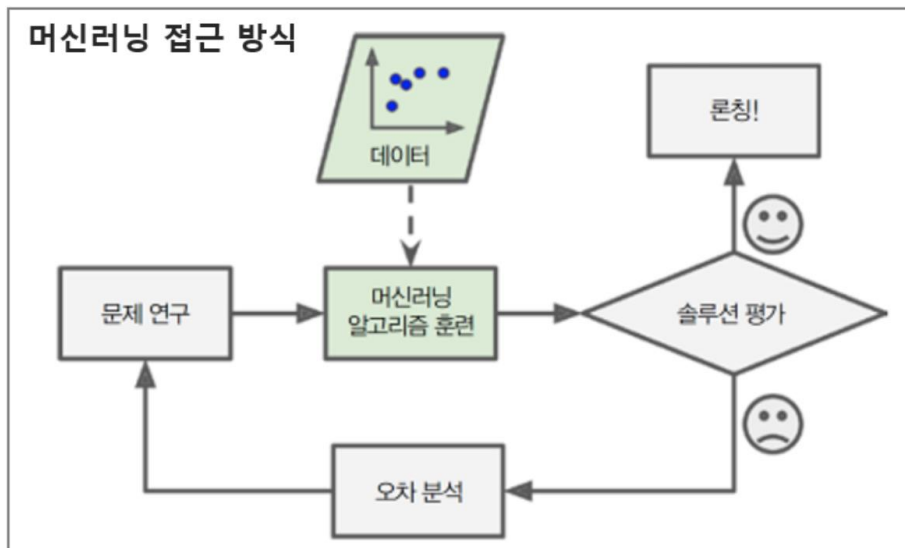 머신러닝 접근 방식
데이터
론칭!
문제 연구
머신러닝
알고리즘 훈련
솔루션 평가
오차 분석